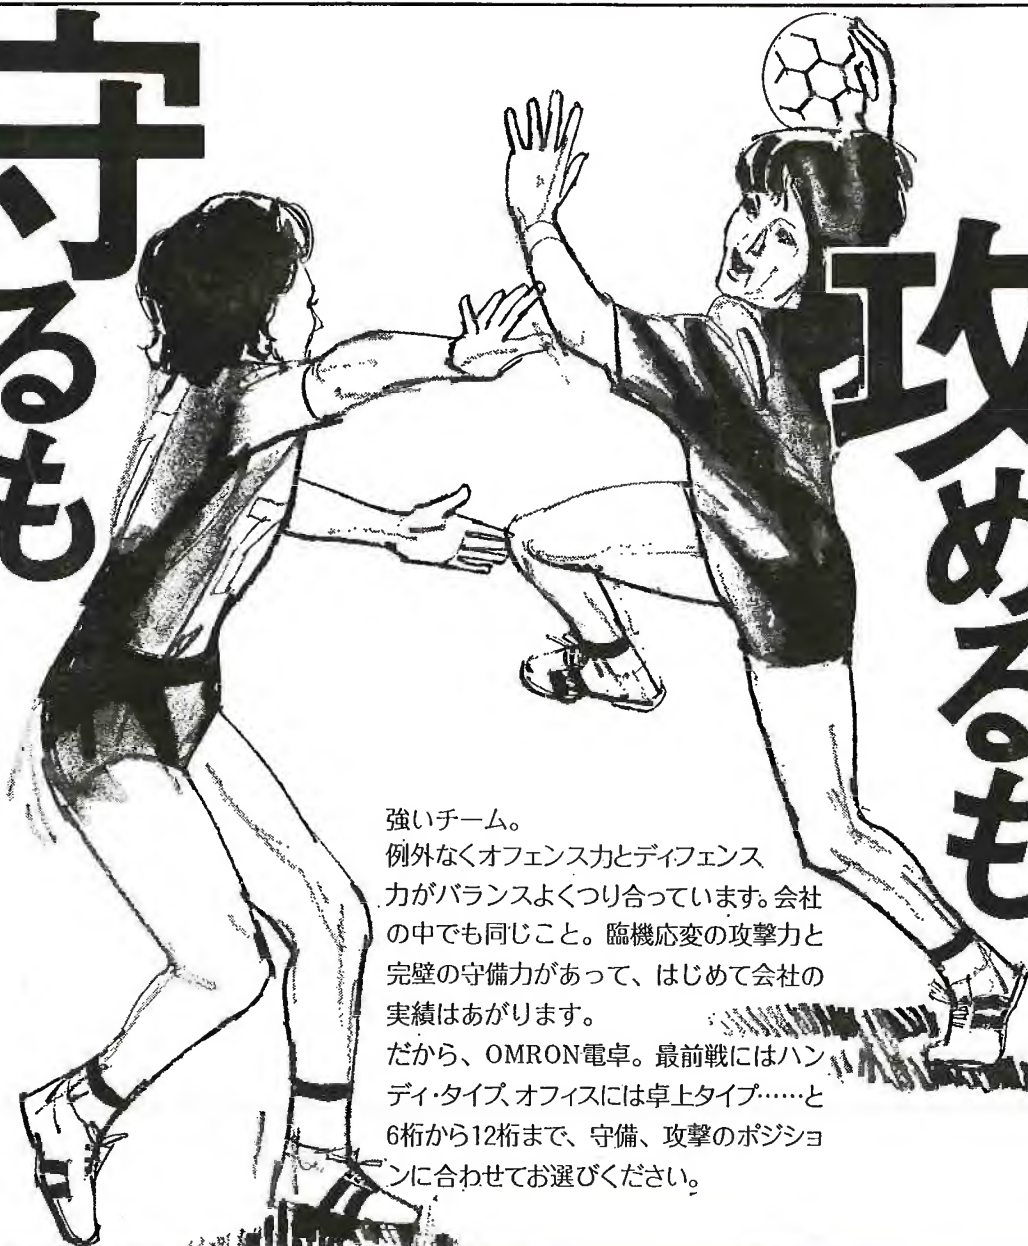 攻めるも
守るも
強いチーム。
例外なくオフェンス力とディフェンス
力がバランスよくつり合っています。会社
の中でも同じこと。臨機応変の攻撃力と
完璧の守備力があって、はじめて会社の
実績はあがります。
だから、OMRON電卓。最前戦にはハン
ディ・タイプ、オフィスには卓上タイプ……と
6桁から12桁まで、守備、攻撃のポジショ
ンに合わせてお選びください。